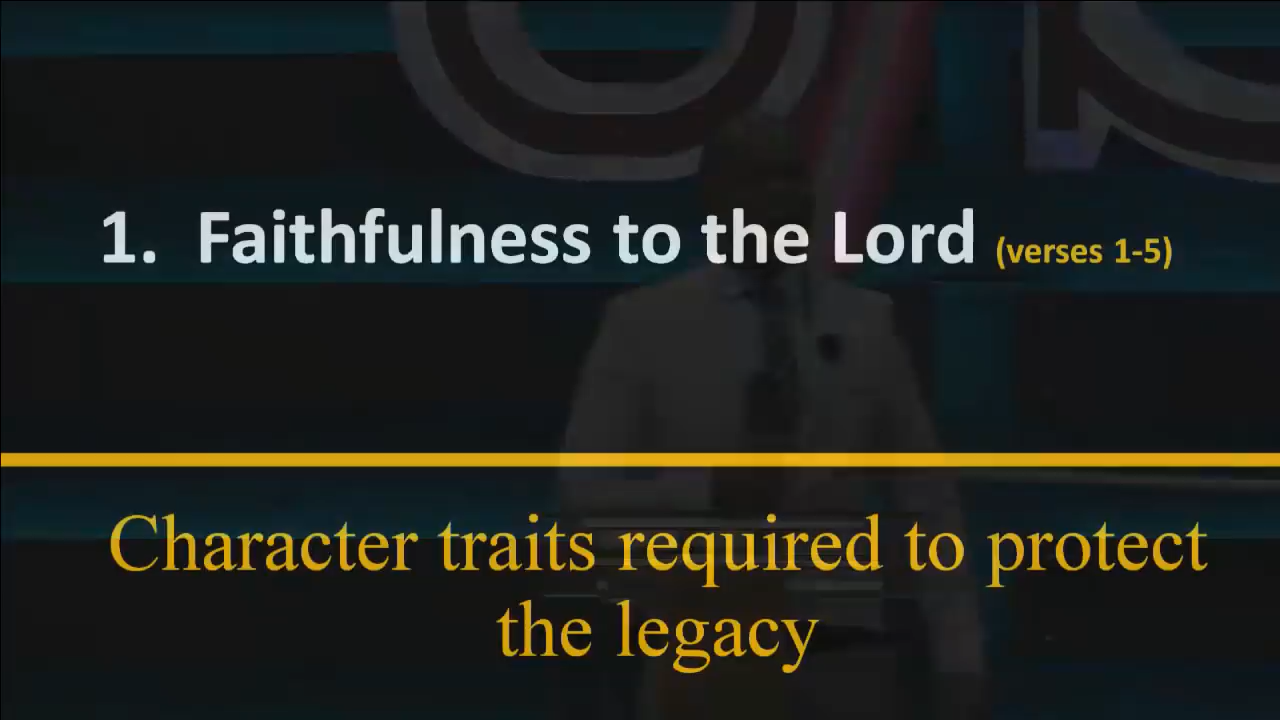 1. Faithfulness to the Lord (verses 1-5)
Character traits required to protect
the legacy